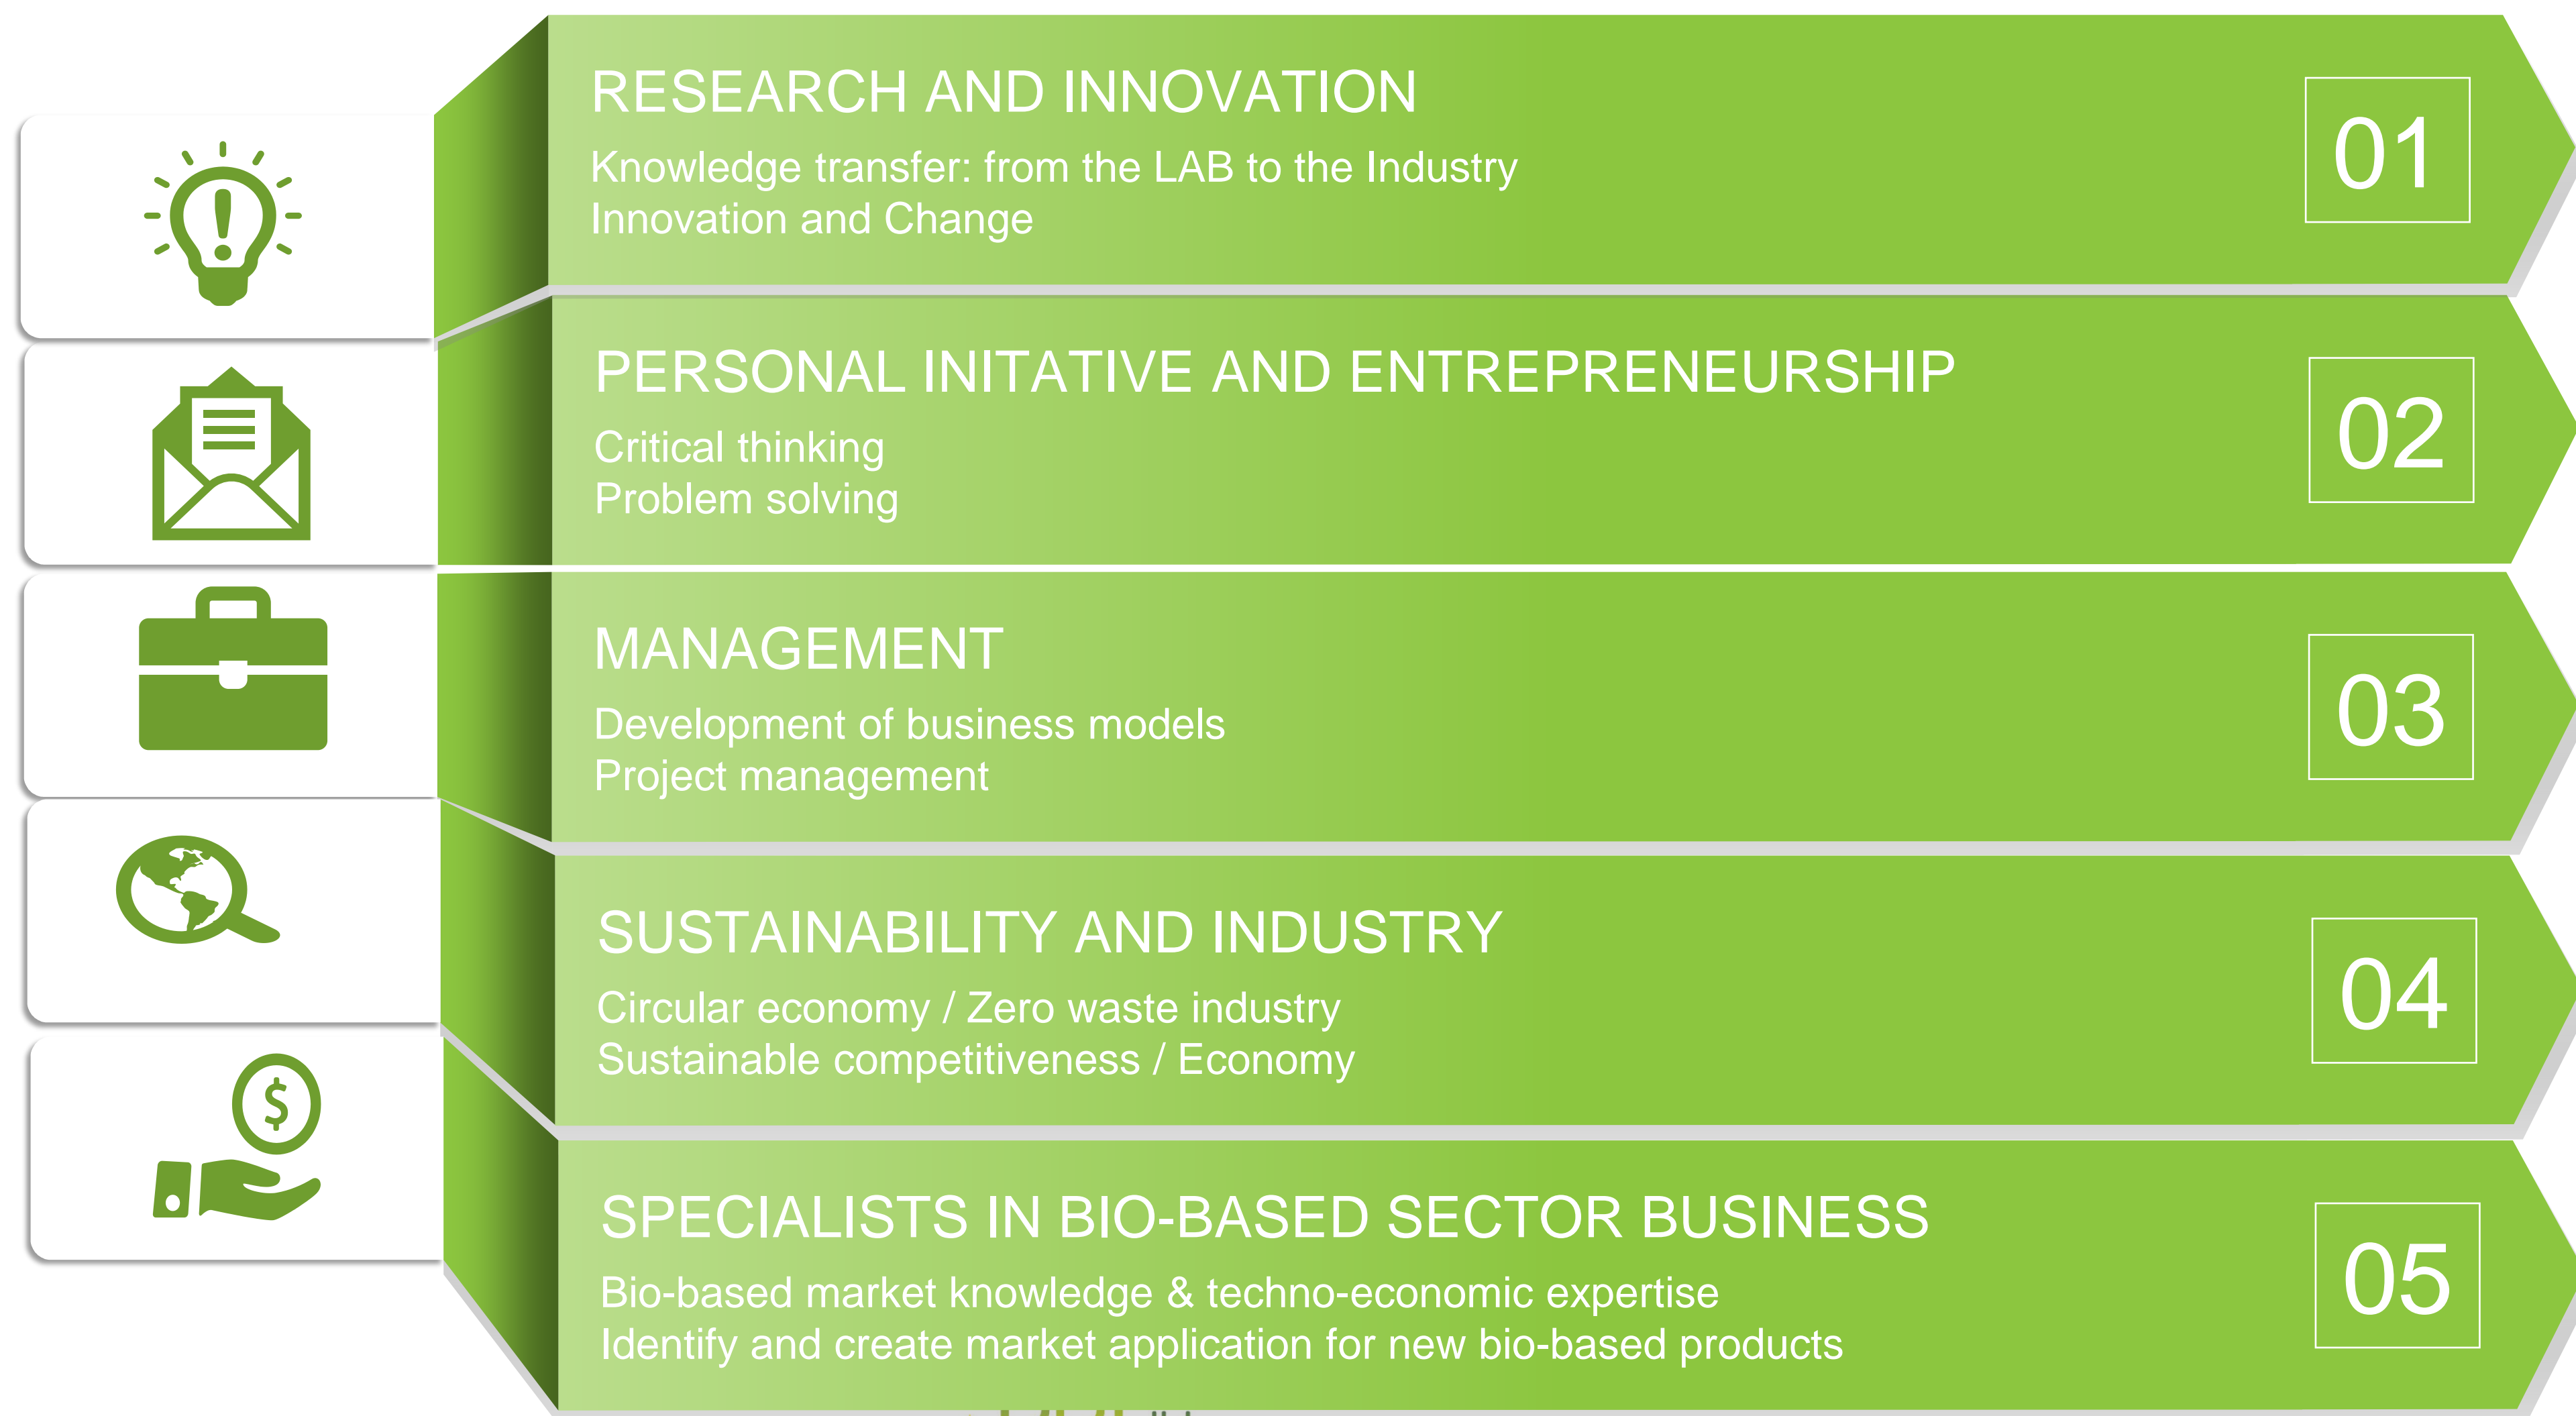 RESEARCH AND INNOVATION
Knowledge transfer: from the LAB to the Industry
Innovation and Change
01
PERSONAL INITATIVE AND ENTREPRENEURSHIP
Critical thinking
Problem solving
02
MANAGEMENT
Development of business models
Project management
03
SUSTAINABILITY AND INDUSTRY
Circular economy / Zero waste industry
Sustainable competitiveness / Economy
04
SPECIALISTS IN BIO-BASED SECTOR BUSINESS
Bio-based market knowledge & techno-economic expertise
Identify and create market application for new bio-based products
05
$